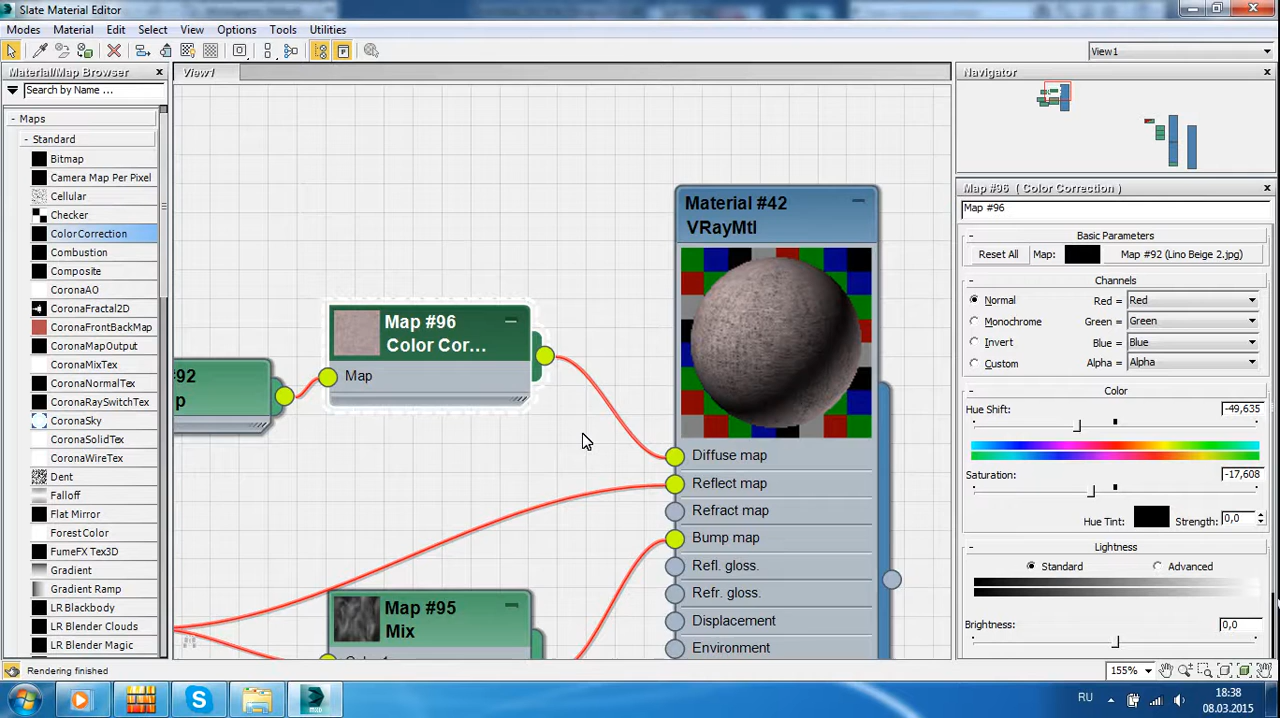 Slate Material Editor
Modes Material Edit Select View Options Tools Utilities
View1
Material/Map Browser
Search by Name ...
- Maps
- Standard
Bitmap
Camera Map Per Pixel
Cellular
Checker
Color Correction
Combustion
Composite
CoronaAO
CoronaFractal2D
CoronaFrontBackMap
CoronaMapOutput
CoronaMixTex
CoronaNormalTex
CoronaRaySwitchTex
CoronaSky
CoronaSolidTex
CoronaWireTex
Dent
Falloff
Flat Mirror
ForestColor
FumeFX Tex3D
Gradient
Gradient Ramp
LR Blackbody
LR Blender Clouds
LR Blender Magic
View1
92
p
Map #96
Color Cor...
Map
Map #95
Mix
Material #42
VRayMtl
Diffuse map
Reflect map
Refract map
Bump map
Refl. gloss.
Refr. gloss.
Displacement
Environment
Navigator
Map #96 ( Color Correction )
Map #96
- Basic Parameters
Reset All Map: Map #92 (Lino Beige 2.jpg)
- Channels
Normal Red = Red
Monochrome Green = Green
Invert Blue = Blue
Custom Alpha = Alpha
- Color
Hue Shift: -49,635
Saturation: -17,608
Hue Tint: Strength: 0,0
- Lightness
Standard Advanced
Brightness: 0,0
Rendering finished
155%
S
RU
18:38
08.03.2015